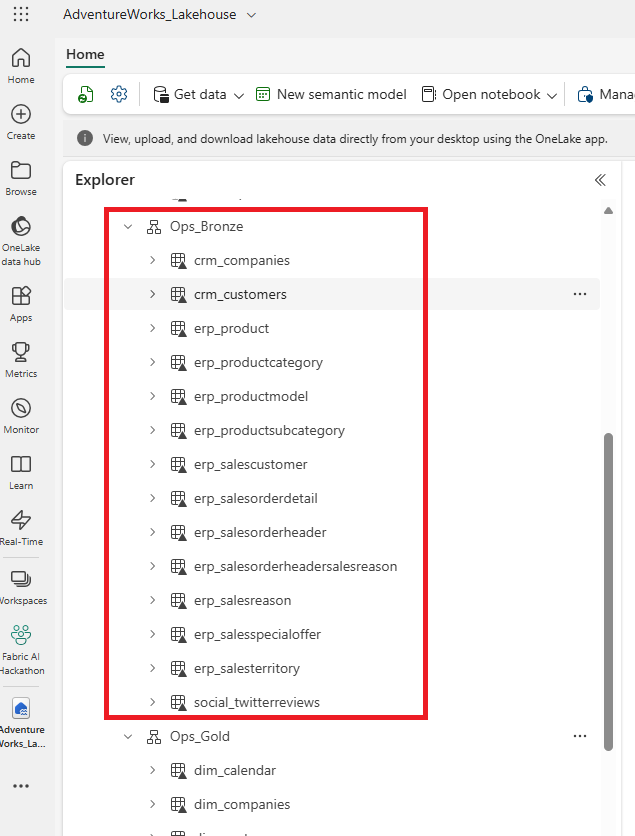 AdventureWorks_Lakehouse
Home
Home
Get data
New semantic model
Open notebook
Create
View, upload, and download lakehouse data directly from your desktop using the OneLake app.
Browse
Explorer
OneLake
data hub
Apps
Metrics
Monitor
Learn
Real-Time
Workspaces
Fabric AI
Hackathon
Adventure
Works_La...
Ops_Bronze
crm_companies
crm_customers
erp_product
erp_productcategory
erp_productmodel
erp_productsubcategory
erp_salescustomer
erp_salesorderdetail
erp_salesorderheader
erp_salesorderheadersalesreason
erp_salesreason
erp_salesspecialoffer
erp_salesterritory
social_twitterreviews
Ops_Gold
dim_calendar
dim_companies